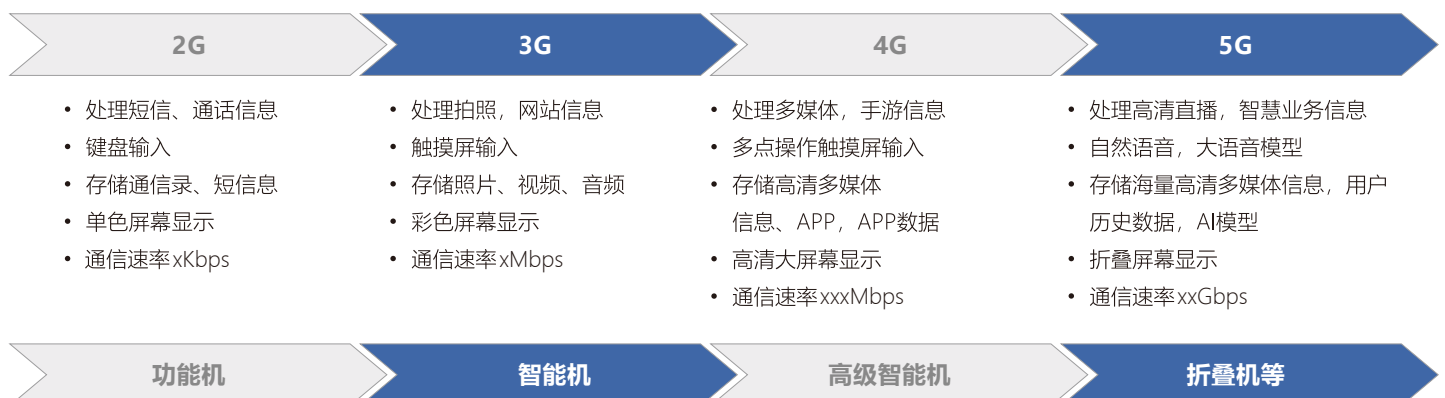 2G
3G
4G
5G
• 处理短信、通话信息
• 键盘输入
• 存储通信录、短信息
• 单色屏幕显示
• 通信速率xKbps
• 处理拍照，网站信息
• 触摸屏输入
• 存储照片、视频、音频
• 彩色屏幕显示
• 通信速率xMbps
• 处理多媒体，手游信息
• 多点操作触摸屏输入
• 存储高清多媒体
信息、APP，APP数据
• 高清大屏幕显示
• 通信速率xxxMbps
• 处理高清直播，智慧业务信息
• 自然语音，大语音模型
• 存储海量高清多媒体信息，用户
历史数据，AI模型
• 折叠屏幕显示
• 通信速率xxGbps
功能机
智能机
高级智能机
折叠机等